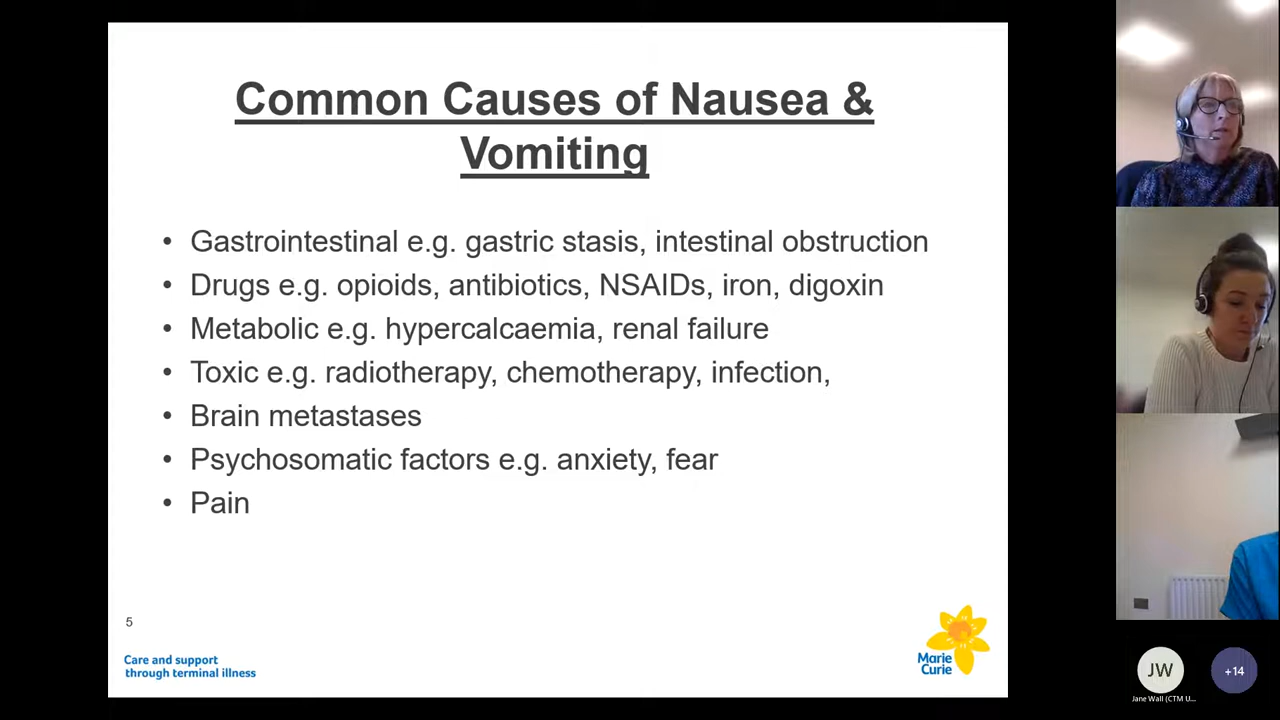 Common Causes of Nausea &
Vomiting
• Gastrointestinal e.g. gastric stasis, intestinal obstruction
• Drugs e.g. opioids, antibiotics, NSAIDs, iron, digoxin
• Metabolic e.g. hypercalcaemia, renal failure
• Toxic e.g. radiotherapy, chemotherapy, infection,
• Brain metastases
• Psychosomatic factors e.g. anxiety, fear
• Pain
5
Care and support
through terminal illness
Marie
Curie
JW
+14
Jane Wall (CTM U...